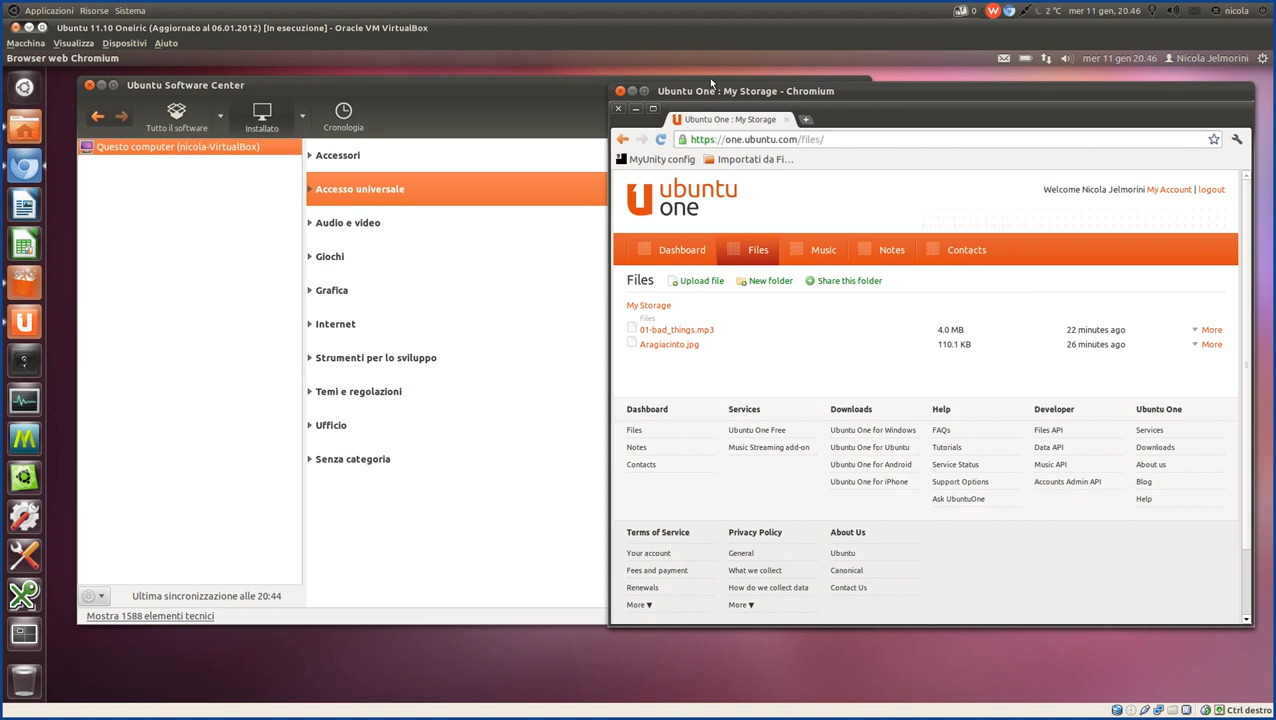 Applicazioni Risorse Sistema
0 2 °C mer 11 gen, 20.46 nicola
Ubuntu 11.10 Oneiric (Aggiornato al 06.01.2012) [In esecuzione] - Oracle VM VirtualBox
Macchina Visualizza Dispositivi Aiuto
Browser web Chromium
mer 11 gen 20.46 Nicola Jelmorini
Ubuntu Software Center
Tutto il software Installato Cronologia
Questo computer (nicola-VirtualBox)
Accessori
Accesso universale
Audio e video
Giochi
Grafica
Internet
Strumenti per lo sviluppo
Temi e regolazioni
Ufficio
Senza categoria
Ultima sincronizzazione alle 20:44
Mostra 1588 elementi tecnici
Ubuntu One : My Storage - Chromium
Ubuntu One : My Storage
https://one.ubuntu.com/files/
MyUnity config Importati da Fi...
ubuntu one
Welcome Nicola Jelmorini My Account | logout
Dashboard Files Music Notes Contacts
Files Upload file New folder Share this folder
My Storage
Files
01-bad_things.mp3 4.0 MB 22 minutes ago More
Aragiacinto.jpg 110.1 KB 26 minutes ago More
Dashboard Services Downloads Help Developer Ubuntu One
Files Ubuntu One Free Ubuntu One for Windows FAQs Files API Services
Notes Music Streaming add-on Ubuntu One for Ubuntu Tutorials Data API Downloads
Contacts Ubuntu One for Android Service Status Music API About us
Ubuntu One for iPhone Support Options Accounts Admin API Blog
Ask UbuntuOne Help
Terms of Service Privacy Policy About Us
Your account General Ubuntu
Fees and payment What we collect Canonical
Renewals How do we collect data Contact Us
More ▼ More ▼
Ctrl destro